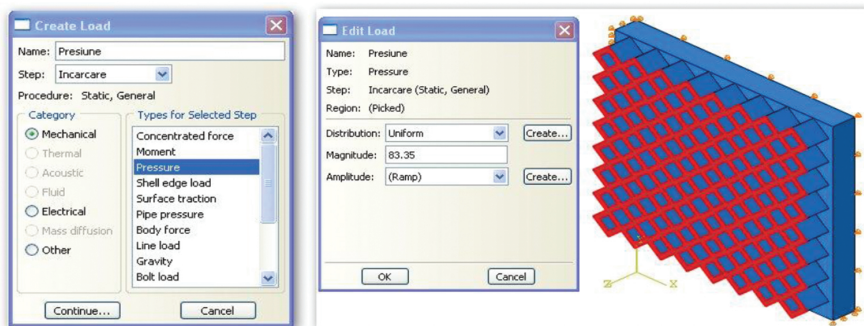 Create Load
Name: Presiune
Step: Incarcare
Procedure: Static, General
Category
Mechanical
Thermal
Acoustic
Fluid
Electrical
Mass diffusion
Other
Types for Selected Step
Concentrated force
Moment
Pressure
Shell edge load
Surface traction
Pipe pressure
Body force
Line load
Gravity
Bolt load
Continue... Cancel
Edit Load
Name: Presiune
Type: Pressure
Step: Incarcare (Static, General)
Region: (Picked)
Distribution: Uniform Create...
Magnitude: 83.35
Amplitude: (Ramp) Create...
OK Cancel
Z X